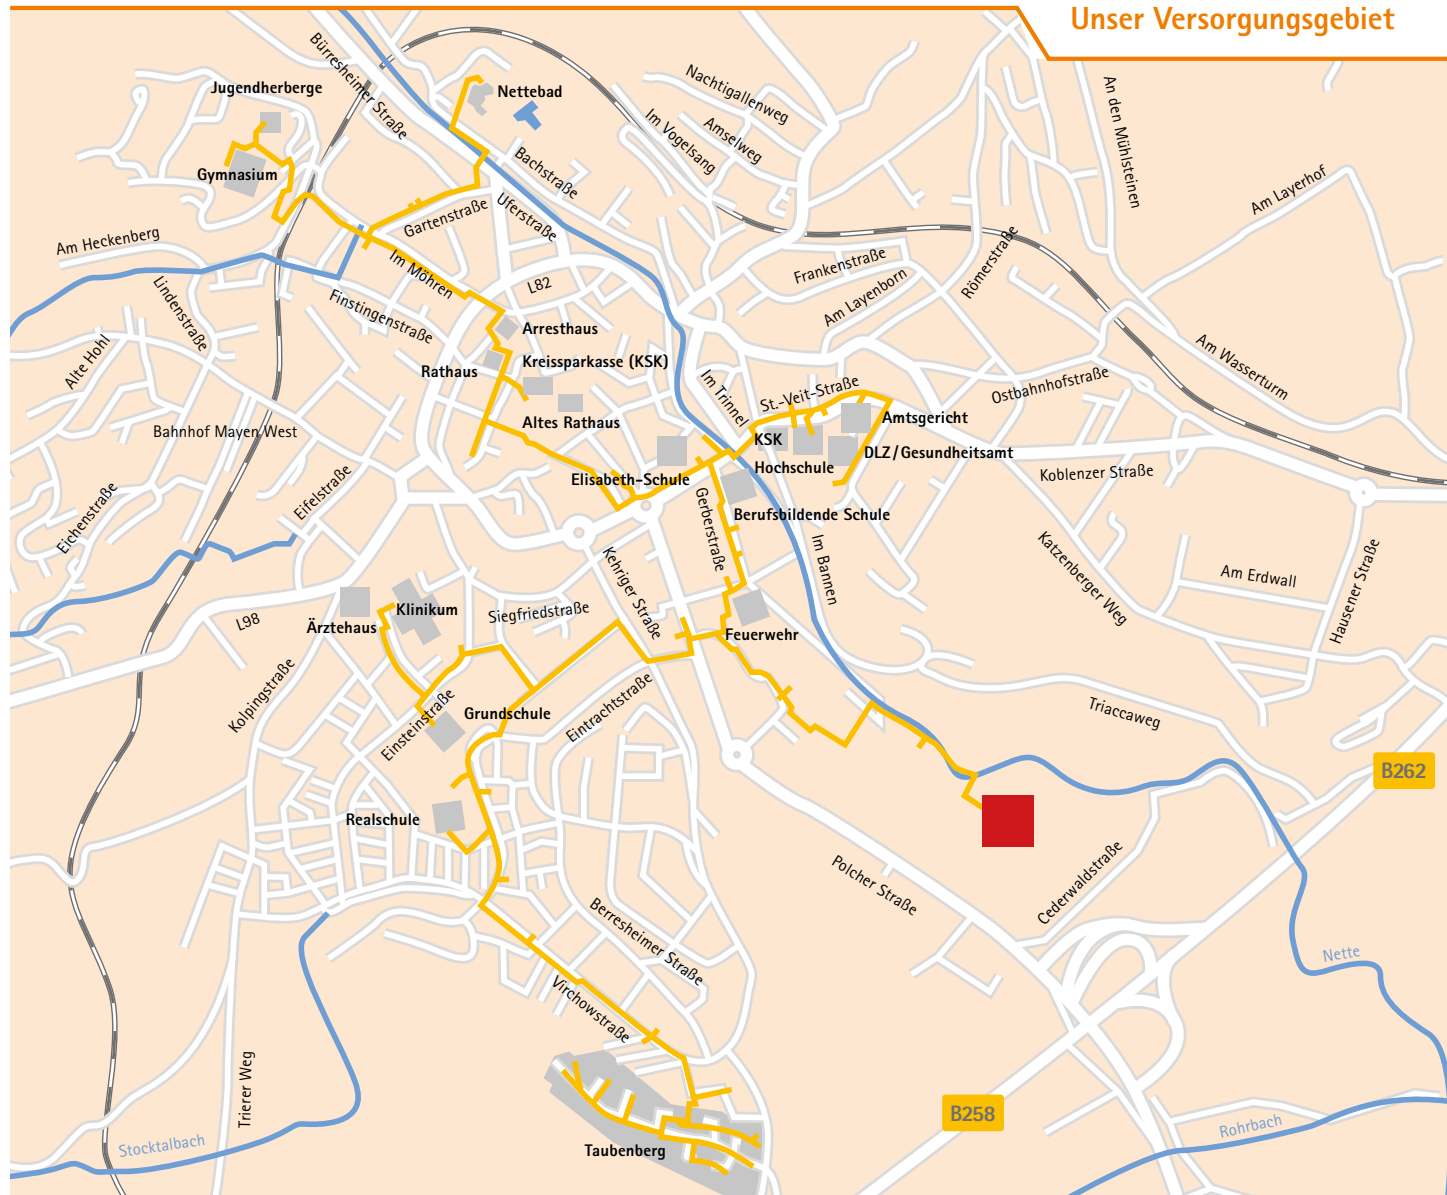 Unser Versorgungsgebiet
Bürresheimer Straße
Jugendherberge
Nettebad
Nachtigallenweg
An den Mühlsteinen
Im Vogelsang
Amselweg
Bachstraße
Gymnasium
Am Layerhof
Gartenstraße
Uferstraße
Am Heckenberg
Im Möhren
Frankenstraße
Römerstraße
L82
Am Layenborn
Lindenstraße
Finstingenstraße
Arresthaus
Alte Hohl
Rathaus
Kreissparkasse (KSK)
Am Wasserturm
Im Trinnel
St.-Veit-Straße
Ostbahnhofstraße
Altes Rathaus
Amtsgericht
Bahnhof Mayen West
KSK
DLZ/Gesundheitsamt
Hochschule
Koblenzer Straße
Elisabeth-Schule
Eifelstraße
Eichenstraße
Gerberstraße
Berufsbildende Schule
Im Bannen
Kehriger Straße
Katzenberger Weg
Am Erdwall
Hausener Straße
Klinikum
Siegfriedstraße
L98
Ärztehaus
Feuerwehr
Kolpingstraße
Einsteinstraße
Grundschule
Eintrachtstraße
Triaccaweg
B262
Realschule
Polcher Straße
Cederwaldstraße
Berresheimer Straße
Nette
Virchowstraße
Trierer Weg
B258
Stocktalbach
Taubenberg
Rohrbach